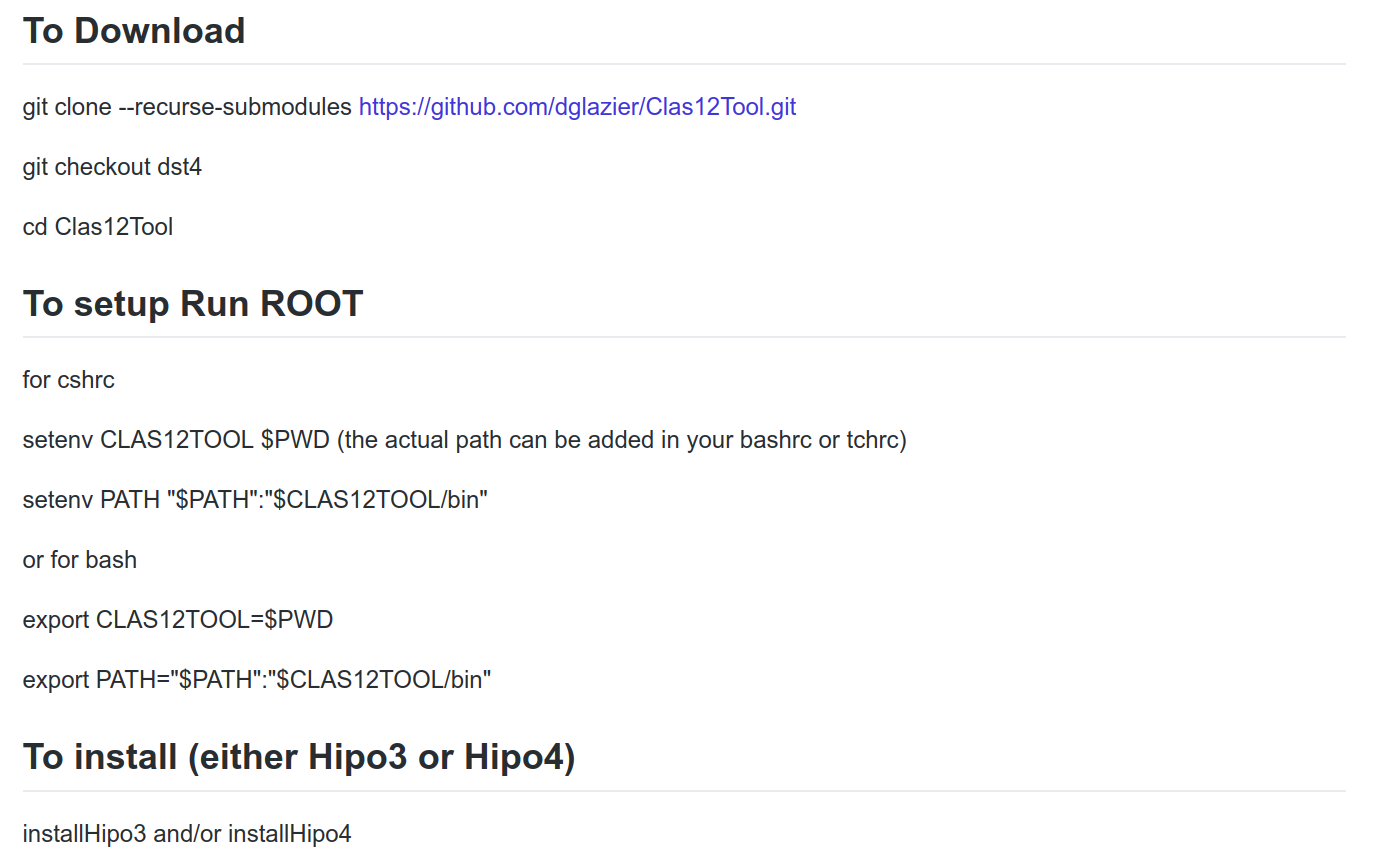 To Download
git clone --recurse-submodules https://github.com/dglazier/Clas12Tool.git
git checkout dst4
cd Clas12Tool
To setup Run ROOT
for cshrc
setenv CLAS12TOOL $PWD (the actual path can be added in your bashrc or tchrc)
setenv PATH "$PATH":"$CLAS12TOOL/bin"
or for bash
export CLAS12TOOL=$PWD
export PATH="$PATH":"$CLAS12TOOL/bin"
To install (either Hipo3 or Hipo4)
installHipo3 and/or installHipo4